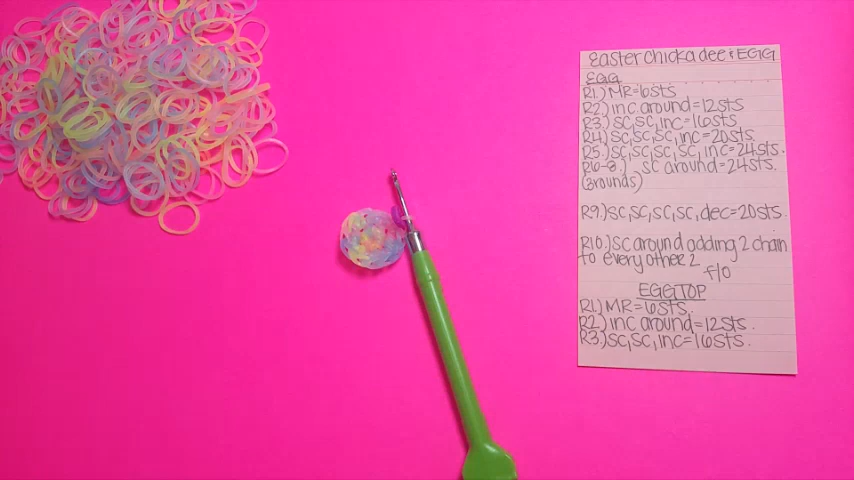 Easter Chickadee & EGG
EGG
R1.) MR=6sts
R2.) inc around=12sts
R3.) sc, sc, inc=16sts
R4.) sc, sc, sc, inc=20sts.
R5.) sc, sc, sc, sc, inc=24sts.
R6-8.) sc around=24sts.
(3rounds)
R9.) sc, sc, sc, sc, dec=20sts.
R10.) sc around adding 2 chain
to every other 2
f/o
EGG TOP
R1.) MR=6sts.
R2.) inc around=12sts.
R3.) sc, sc, inc=16sts.